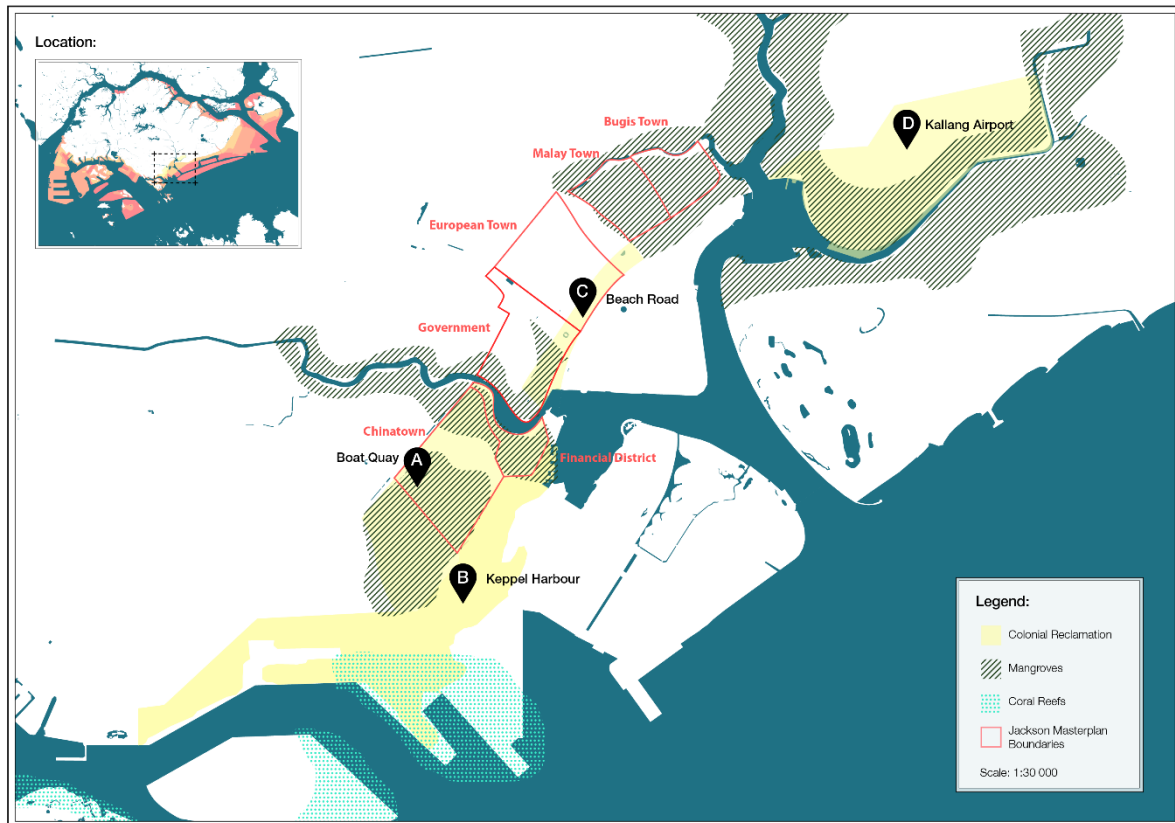 Location:
D
Kallang Airport
Bugis Town
Malay Town
European Town
C
Beach Road
Government
Chinatown
Boat Quay
A
Financial District
B
Keppel Harbour
Legend:
Colonial Reclamation
Mangroves
Coral Reefs
Jackson Masterplan
Boundaries
Scale: 1:30 000